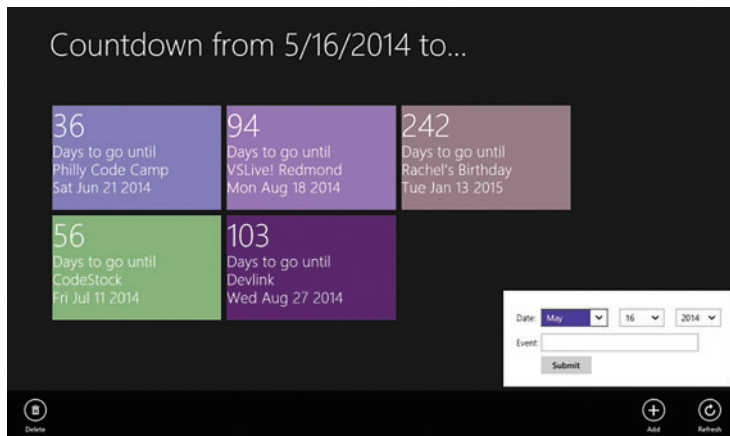 Countdown from 5/16/2014 to...
36
Days to go until
Philly Code Camp
Sat Jun 21 2014
94
Days to go until
VSLive! Redmond
Mon Aug 18 2014
242
Days to go until
Rachel's Birthday
Tue Jan 13 2015
56
Days to go until
CodeStock
Fri Jul 11 2014
103
Days to go until
Devlink
Wed Aug 27 2014
Date: May 16 2014
Event:
Submit
Delete
Add
Refresh